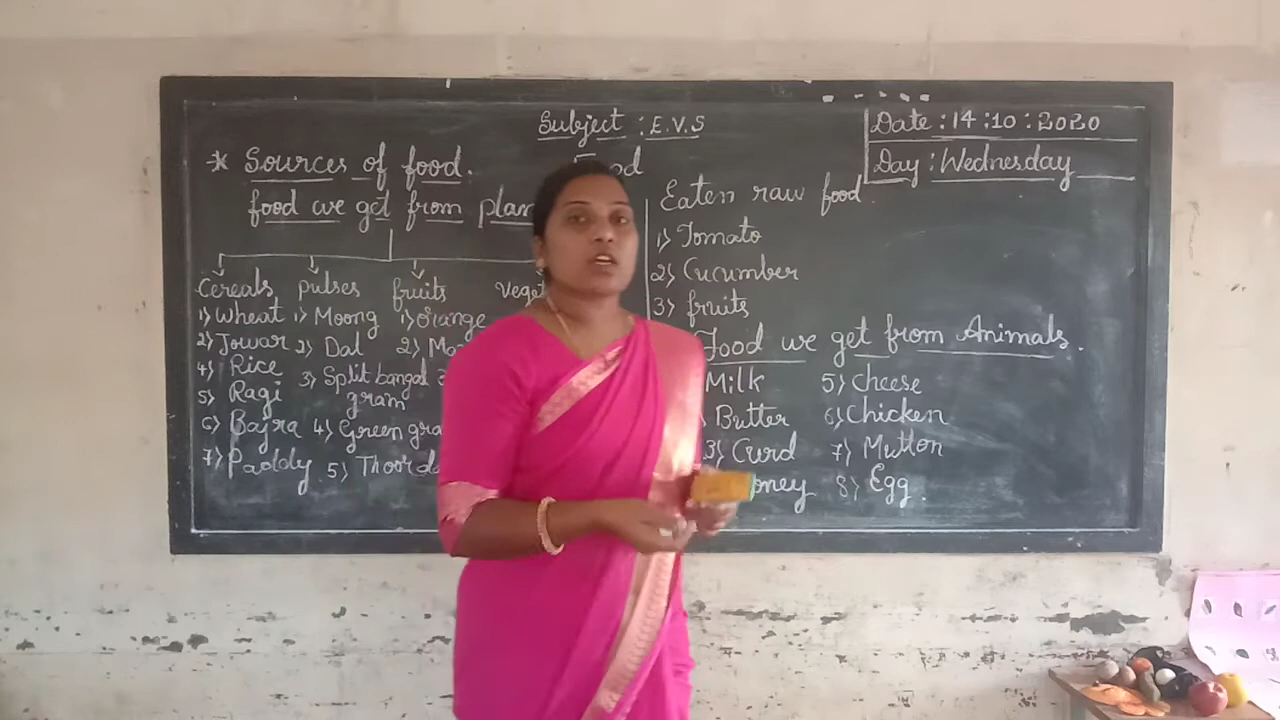 Subject : E.V.S
Date : 14 : 10 : 2020
Day : Wednesday
* Sources of food.
food we get from
Cereals
1) Wheat
2) Jowar
4) Rice
5) Ragi
6) Bajra
7) Paddy
Pulses
1) Moong
2) Dal
3) Split bangal
gram
4) Green
5) Thoor
fruits
1) Orange
2)
Eaten raw food
1) Tomato
2) Cucumber
3) fruits
Food we get from Animals.
Milk
Butter
3) Curd
5) cheese
6) Chicken
7) Mutton
8) Egg.